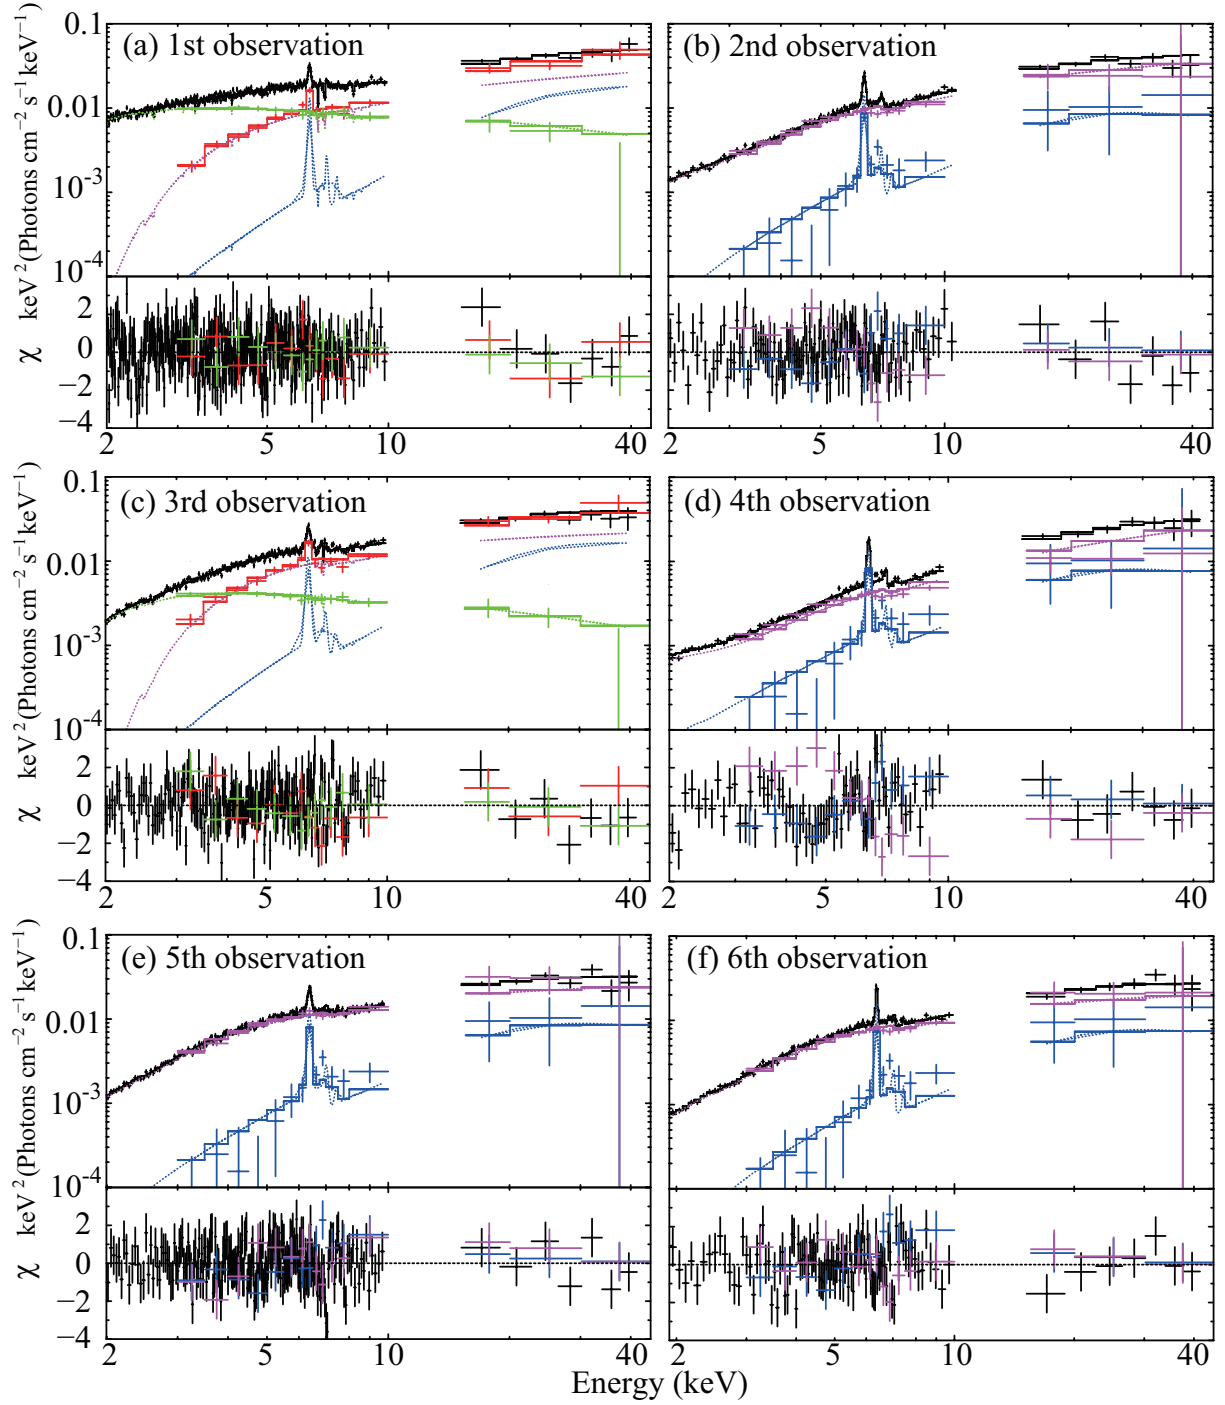 (a) 1st observation
(b) 2nd observation
0.1
0.01
10⁻³
10⁻⁴
keV² (Photons cm⁻² s⁻¹ keV⁻¹)
2
0
−2
−4
χ
2 5 10 40
2 5 10 40
(c) 3rd observation
(d) 4th observation
0.1
0.01
10⁻³
10⁻⁴
keV² (Photons cm⁻² s⁻¹ keV⁻¹)
2
0
−2
−4
χ
2 5 10 40
2 5 10 40
(e) 5th observation
(f) 6th observation
0.1
0.01
10⁻³
10⁻⁴
keV² (Photons cm⁻² s⁻¹ keV⁻¹)
2
0
−2
−4
χ
2 5 10 40
2 5 10 40
Energy (keV)